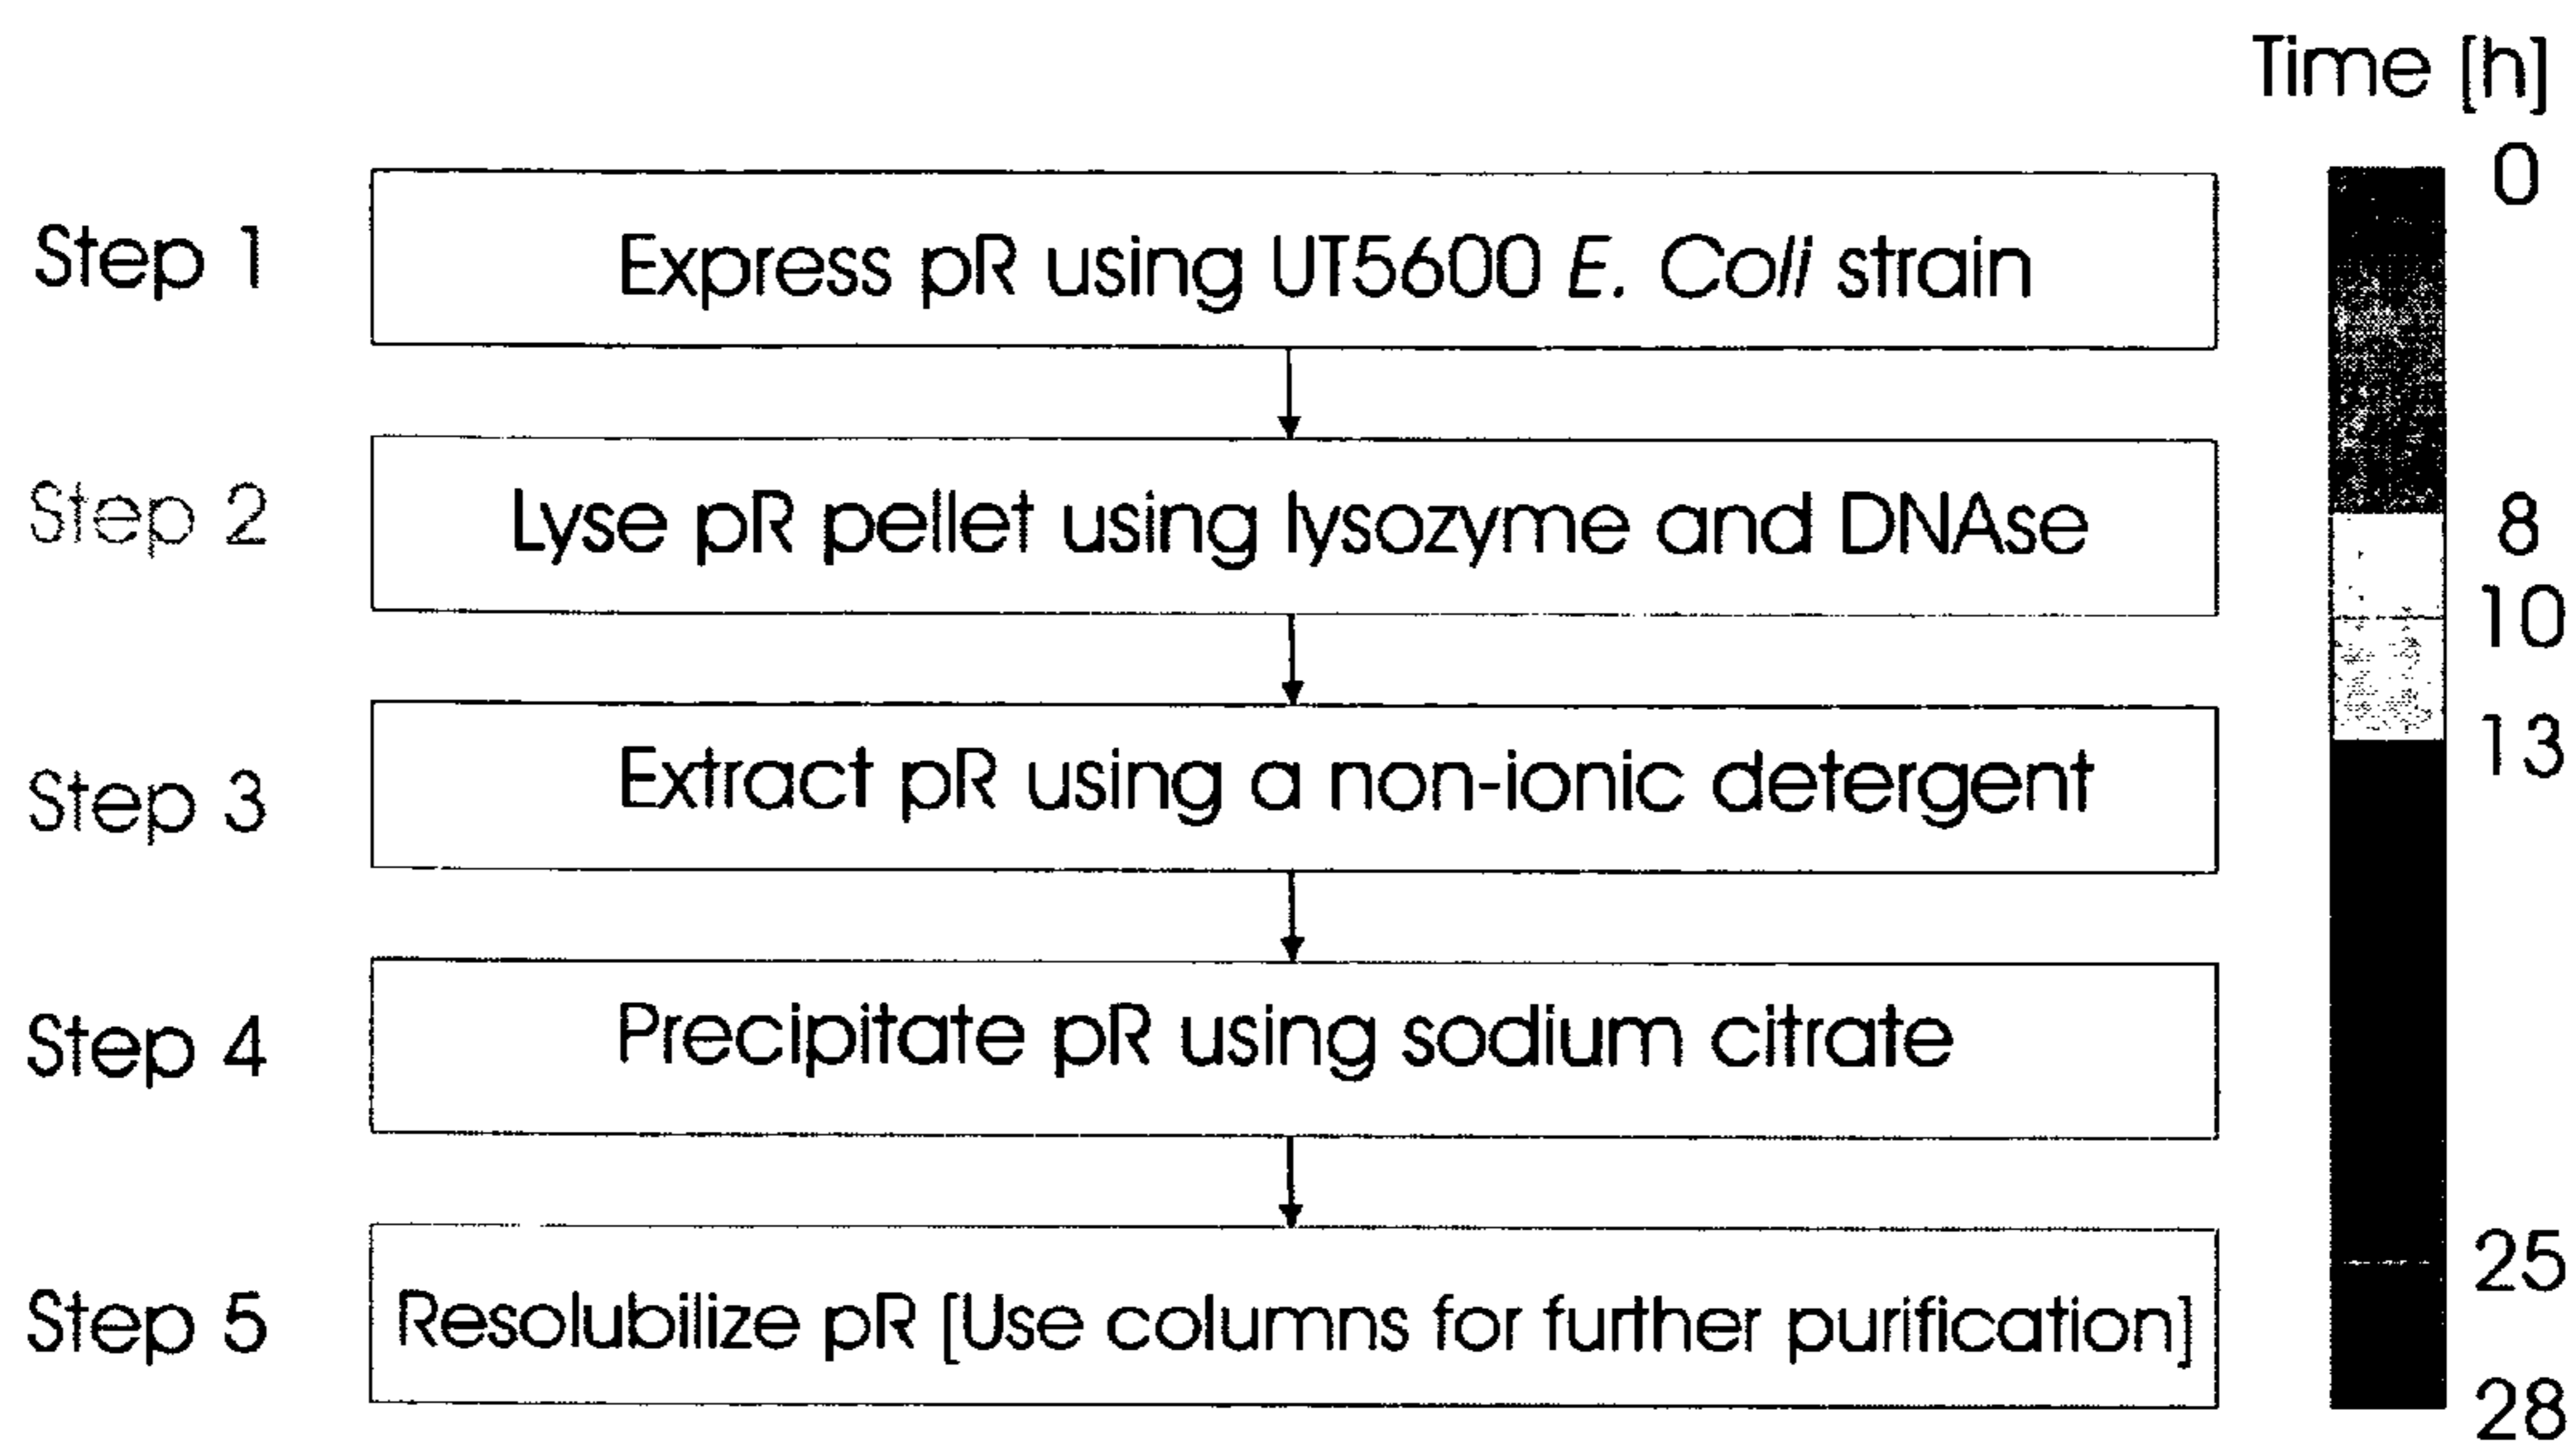 Time [h]
0
Step 1
Express pR using UT5600 E. Coli strain
Step 2
Lyse pR pellet using lysozyme and DNAse
8
10
Step 3
Extract pR using a non-ionic detergent
13
Step 4
Precipitate pR using sodium citrate
25
Step 5
Resolubilize pR [Use columns for further purification]
28